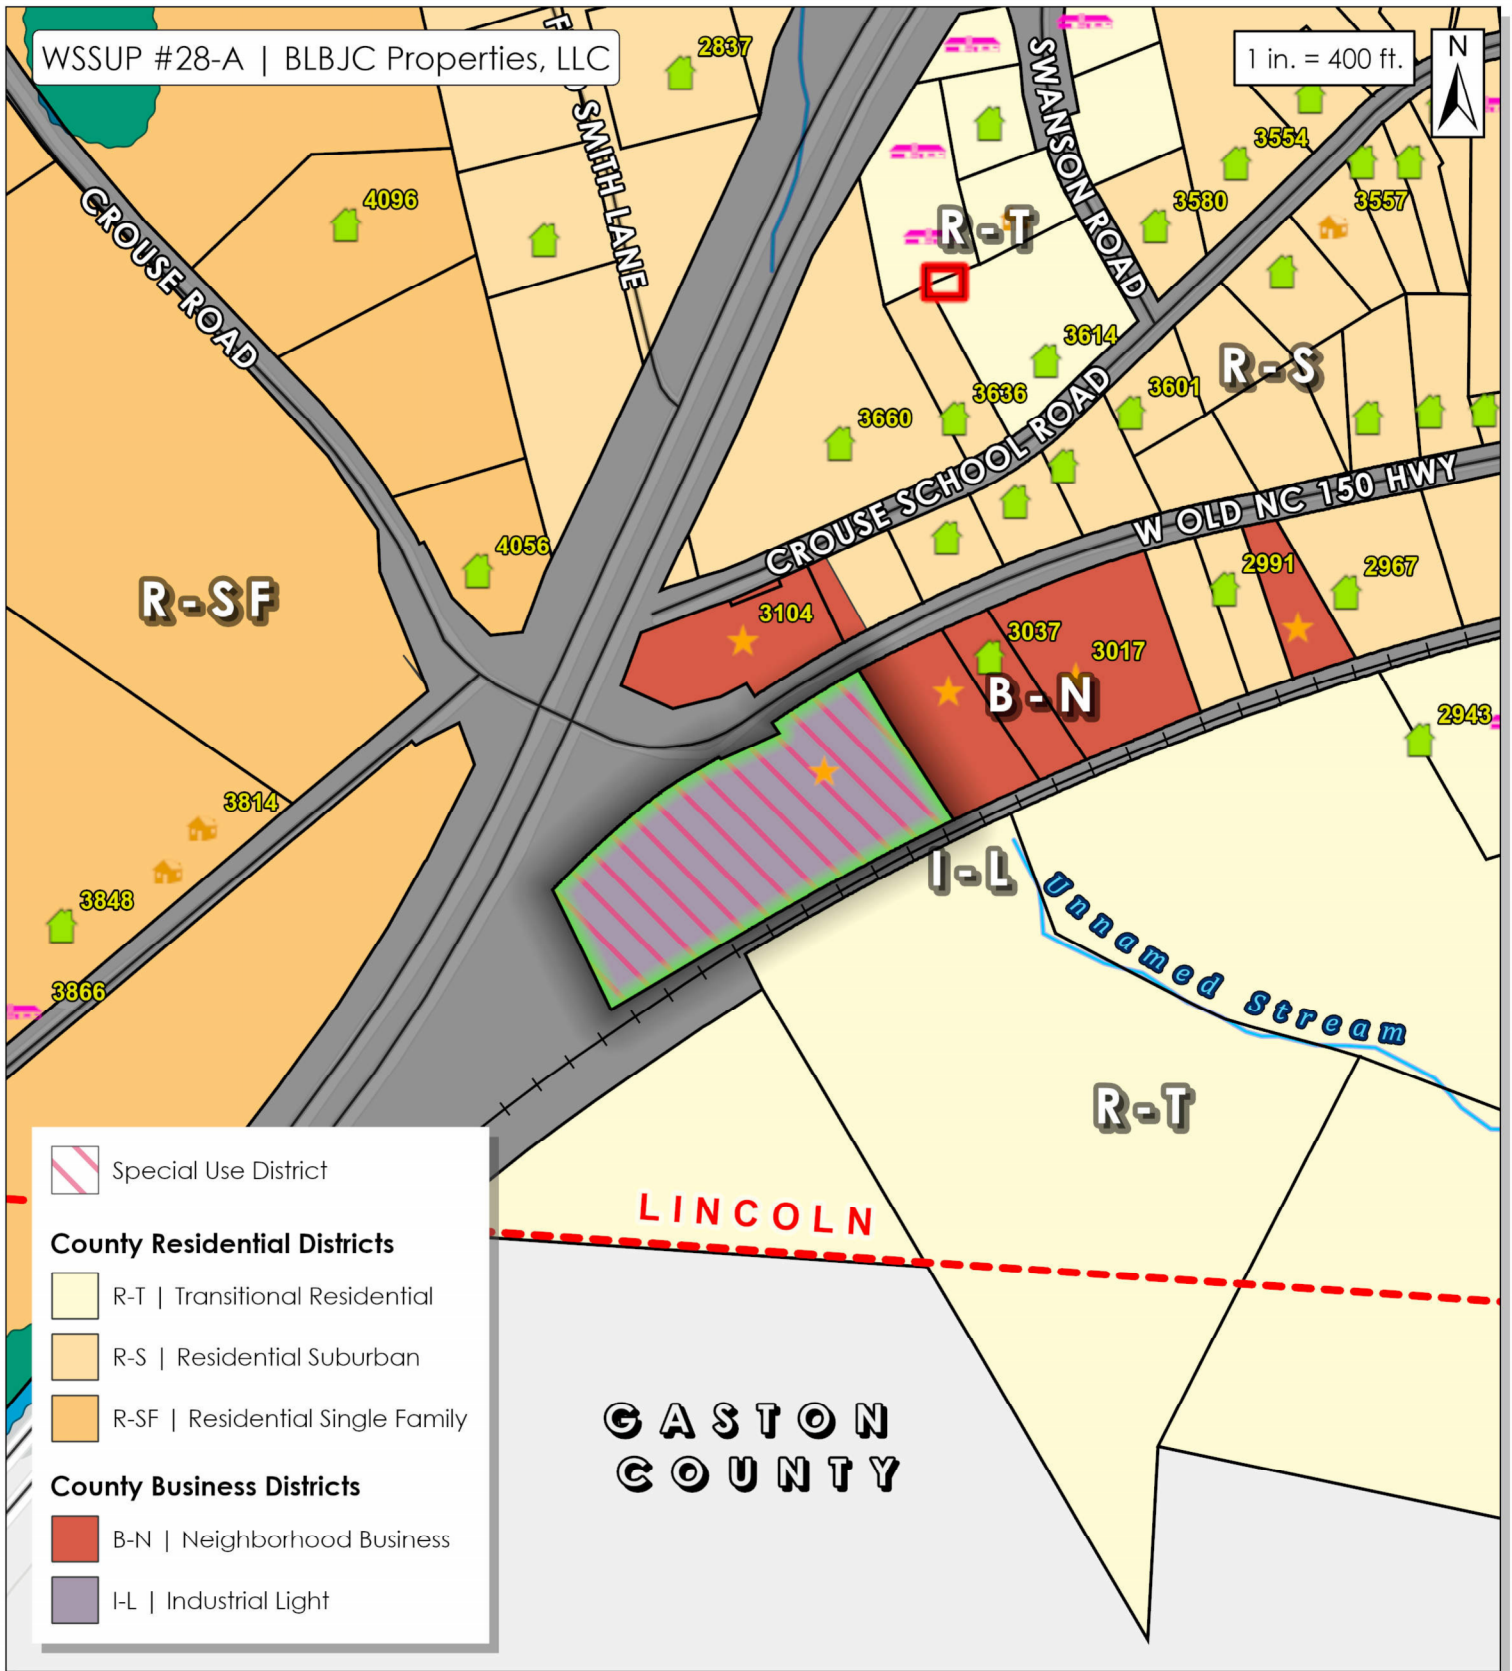 WSSUP #28-A | BLBJC Properties, LLC
1 in. = 400 ft.
N
2837
SMITH LANE
SWANSON ROAD
3554
4096
3580
3557
CROUSE ROAD
R - T
3614
R - S
3601
3636
3660
CROUSE SCHOOL ROAD
W OLD NC 150 HWY
4056
2991
2967
R - SF
3104
3037
3017
B - N
2943
3814
I - L
3848
Unnamed Stream
3866
R - T
Special Use District
LINCOLN
County Residential Districts
R-T | Transitional Residential
R-S | Residential Suburban
R-SF | Residential Single Family
GASTON
COUNTY
County Business Districts
B-N | Neighborhood Business
I-L | Industrial Light